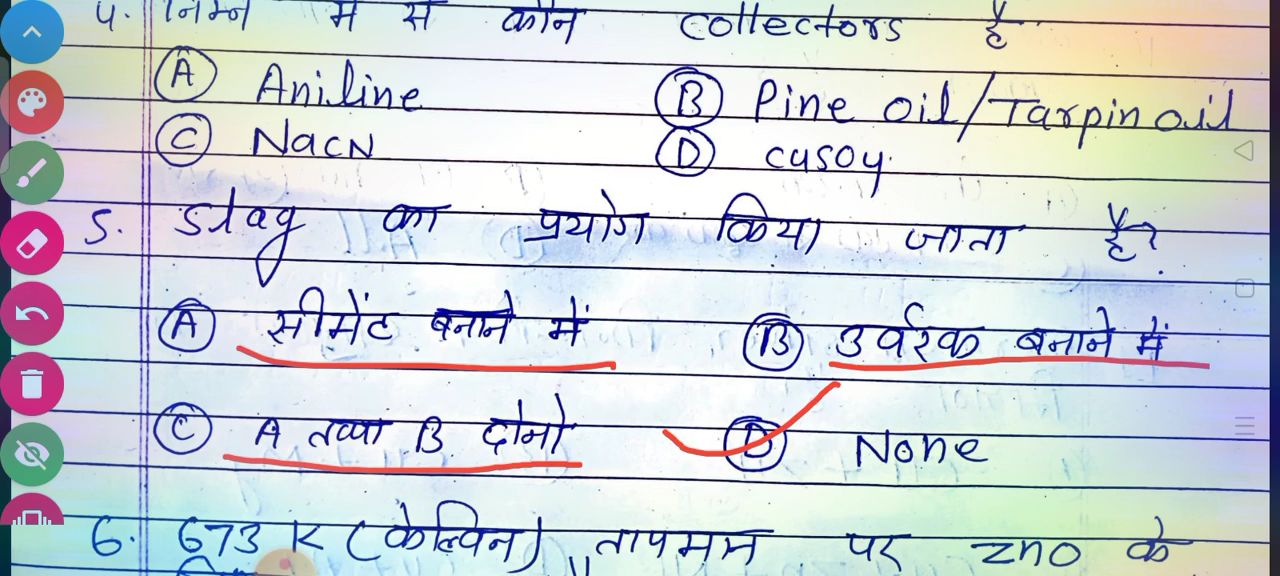 4. निम्न में से कौन collectors है
Ⓐ Aniline Ⓑ Pine oil/Tarpin oil
Ⓒ NaCN Ⓓ CuSO4.
5. Slag का प्रयोग किया जाता है?
Ⓐ सीमेंट बनाने में Ⓑ उर्वरक बनाने में
Ⓒ A तथा B दोनो Ⓓ None
6. 673 K (केल्विन) तापमान पर ZnO के